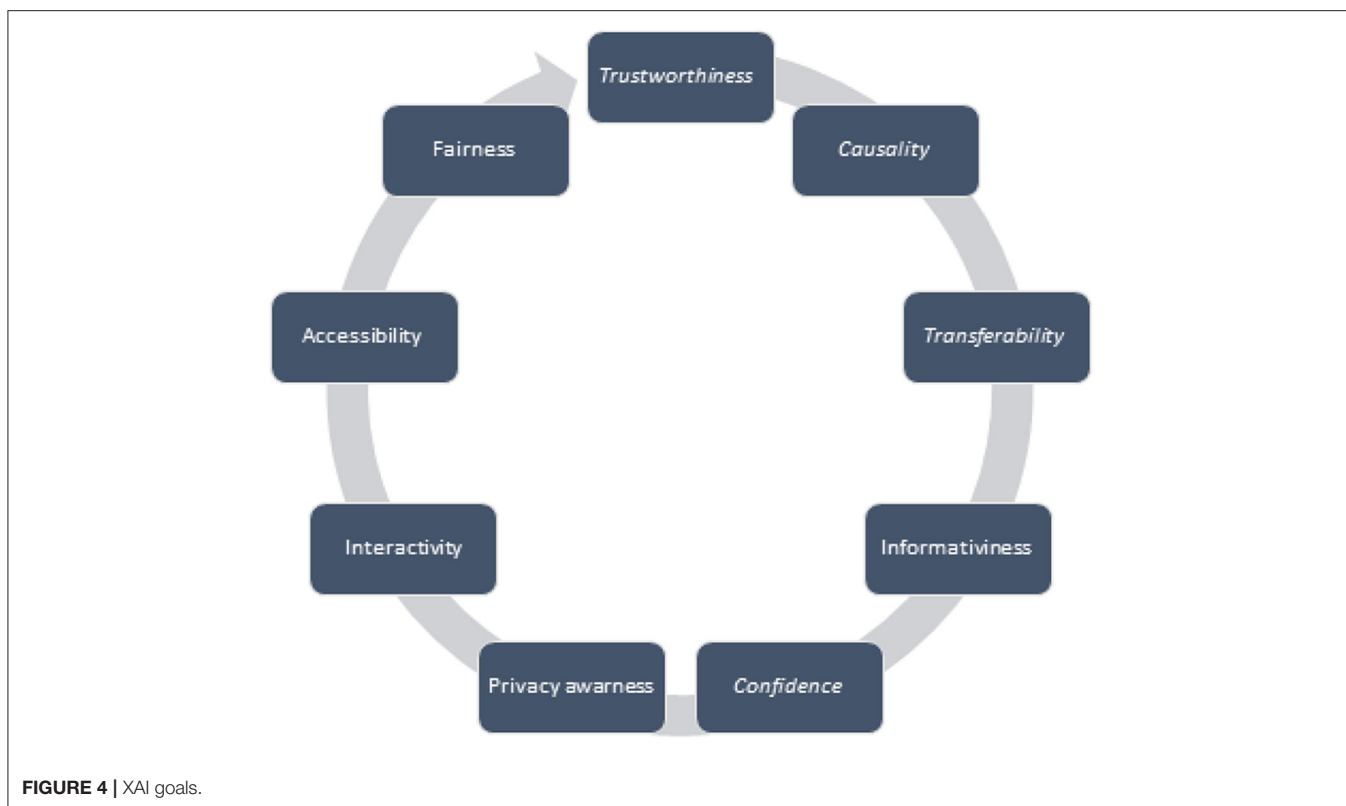 Trustworthiness
Causality
Transferability
Informativiness
Confidence
Privacy awarness
Interactivity
Accessibility
Fairness
FIGURE 4 | XAI goals.